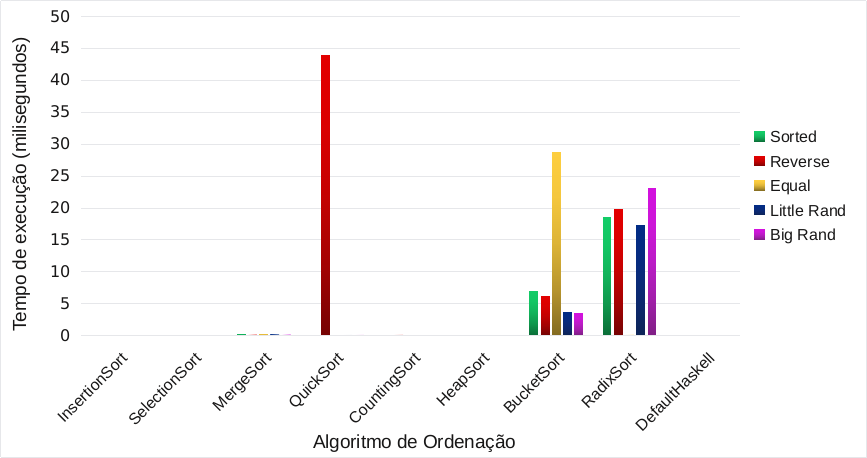 50
45
40
35
30
25
20
15
10
5
0
Tempo de execução (milisegundos)
InsertionSort
SelectionSort
MergeSort
QuickSort
CountingSort
HeapSort
BucketSort
RadixSort
DefaultHaskell
Algoritmo de Ordenação
Sorted
Reverse
Equal
Little Rand
Big Rand